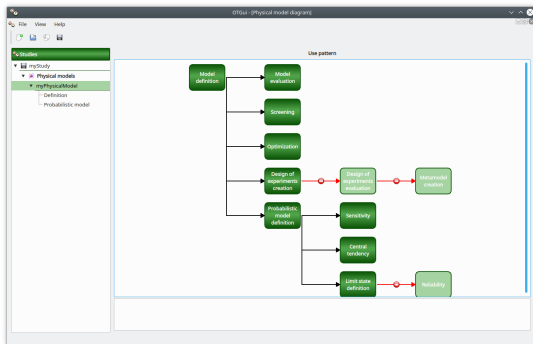 OTGui - [Physical model diagram]
File View Help
Studies
myStudy
Physical models
myPhysicalModel
Definition
Probabilistic model
Use pattern
Model
definition
Model
evaluation
Screening
Optimization
Design of
experiments
creation
Design of
experiments
evaluation
Metamodel
creation
Probabilistic
model
definition
Sensitivity
Central
tendency
Limit state
definition
Reliability